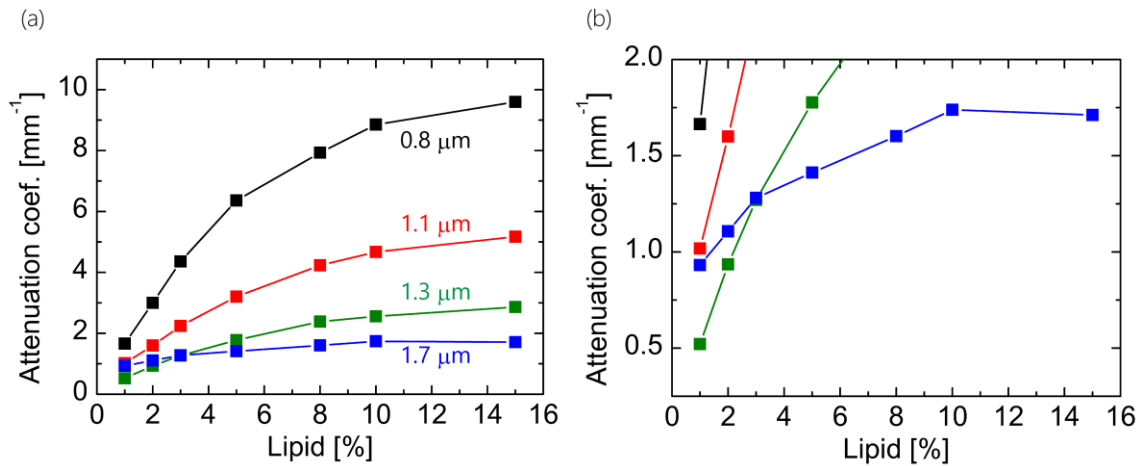 (a)
Attenuation coef. [mm⁻¹]
10
8
6
4
2
0
0 2 4 6 8 10 12 14 16
Lipid [%]
0.8 μm
1.1 μm
1.3 μm
1.7 μm
(b)
Attenuation coef. [mm⁻¹]
2.0
1.5
1.0
0.5
0 2 4 6 8 10 12 14 16
Lipid [%]